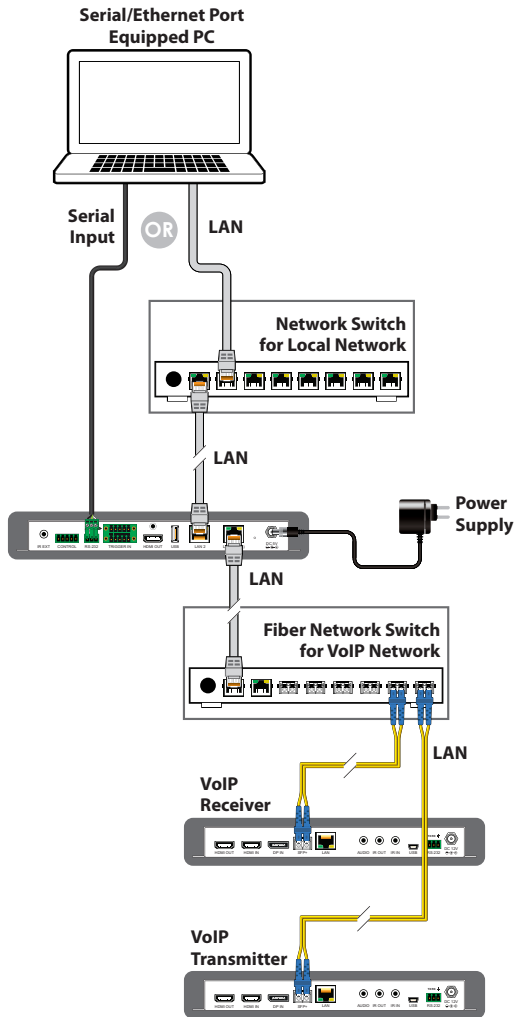 Serial/Ethernet Port
Equipped PC
Serial
Input
OR
LAN
Network Switch
for Local Network
LAN
Power
Supply
IR EXT CONTROL RS-232 TRIGGER IN HDMI OUT USB LAN 2 DC 5V
LAN
Fiber Network Switch
for VoIP Network
LAN
VoIP
Receiver
HDMI OUT HDMI IN DP IN SFP+ LAN AUDIO IR OUT IR IN USB RS-232 DC 12V
VoIP
Transmitter
HDMI OUT HDMI IN DP IN SFP+ LAN AUDIO IR OUT IR IN USB RS-232 DC 12V